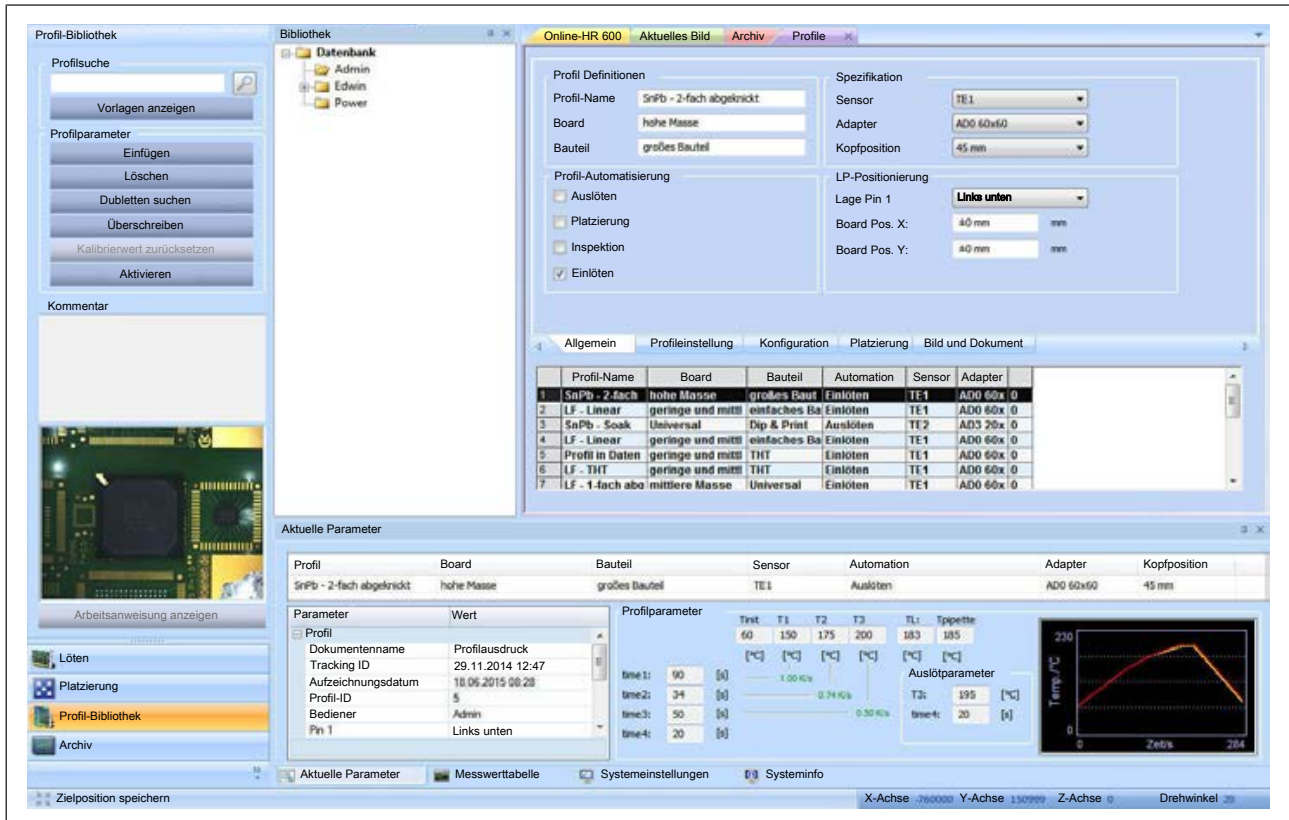 Profil-Bibliothek
Profilsuche
Vorlagen anzeigen
Profilparameter
Einfügen
Löschen
Dubletten suchen
Überschreiben
Kalibrierwert zurücksetzen
Aktivieren
Kommentar
Arbeitsanweisung anzeigen
Löten
Platzierung
Profil-Bibliothek
Archiv
Zielposition speichern
Bibliothek
Datenbank
Admin
Edwin
Power
Online-HR 600 Aktuelles Bild Archiv Profile
Profil Definitionen
Profil-Name SnPb - 2-fach abgeknickt
Board hohe Masse
Bauteil großes Bauteil
Spezifikation
Sensor TE1
Adapter AD0 60x60
Kopfposition 45 mm
Profil-Automatisierung
Auslöten
Platzierung
Inspektion
Einlöten
LP-Positionierung
Lage Pin 1 Links unten
Board Pos. X: 40 mm mm
Board Pos. Y: 40 mm mm
Allgemein Profileinstellung Konfiguration Platzierung Bild und Dokument
Profil-Name Board Bauteil Automation Sensor Adapter
1 SnPb - 2-fach hohe Masse großes Baut Einlöten TE1 AD0 60x 0
2 LF - Linear geringe und mittl einfaches Ba Einlöten TE1 AD0 60x 0
3 SnPb - Soak Universal Dip & Print Auslöten TE2 AD3 20x 0
4 LF - Linear geringe und mittl einfaches Ba Einlöten TE1 AD0 60x 0
5 Profil in Daten geringe und mittl THT Einlöten TE1 AD0 60x 0
6 LF - THT geringe und mittl THT Einlöten TE1 AD0 60x 0
7 LF - 1-fach abg mittlere Masse Universal Einlöten TE1 AD0 60x 0
Aktuelle Parameter
Profil Board Bauteil Sensor Automation Adapter Kopfposition
SnPb - 2-fach abgeknickt hohe Masse großes Bauteil TE1 Auslöten AD0 60x60 45 mm
Parameter Wert
Profil
Dokumentenname Profilausdruck
Tracking ID 29.11.2014 12:47
Aufzeichnungsdatum 18.06.2015 08:28
Profil-ID 5
Bediener Admin
Pin 1 Links unten
Profilparameter
Tinit T1 T2 T3 TL: Tpipette
60 150 175 200 183 185
[°C] [°C] [°C] [°C] [°C] [°C]
time1: 90 [s] 1.00 K/s
time2: 34 [s] 0.74 K/s
time3: 50 [s] 0.50 K/s
time4: 20 [s]
Auslötparameter
T3: 195 [°C]
time4: 20 [s]
230
Temp./°C
0
0 Zeit/s 284
Aktuelle Parameter Messwerttabelle Systemeinstellungen Systeminfo
X-Achse -760000 Y-Achse 150999 Z-Achse 0 Drehwinkel